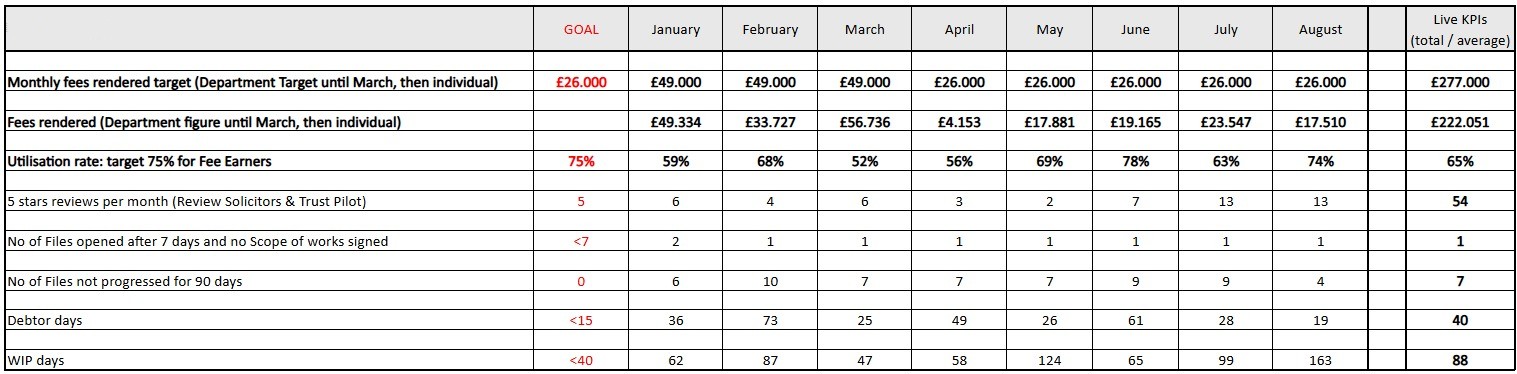 GOAL January February March April May June July August Live KPIs
(total / average)
Monthly fees rendered target (Department Target until March, then individual) £26.000 £49.000 £49.000 £49.000 £26.000 £26.000 £26.000 £26.000 £26.000 £277.000
Fees rendered (Department figure until March, then individual) £49.334 £33.727 £56.736 £4.153 £17.881 £19.165 £23.547 £17.510 £222.051
Utilisation rate: target 75% for Fee Earners 75% 59% 68% 52% 56% 69% 78% 63% 74% 65%
5 stars reviews per month (Review Solicitors & Trust Pilot) 5 6 4 6 3 2 7 13 13 54
No of Files opened after 7 days and no Scope of works signed <7 2 1 1 1 1 1 1 1 1
No of Files not progressed for 90 days 0 6 10 7 7 7 9 9 4 7
Debtor days <15 36 73 25 49 26 61 28 19 40
WIP days <40 62 87 47 58 124 65 99 163 88